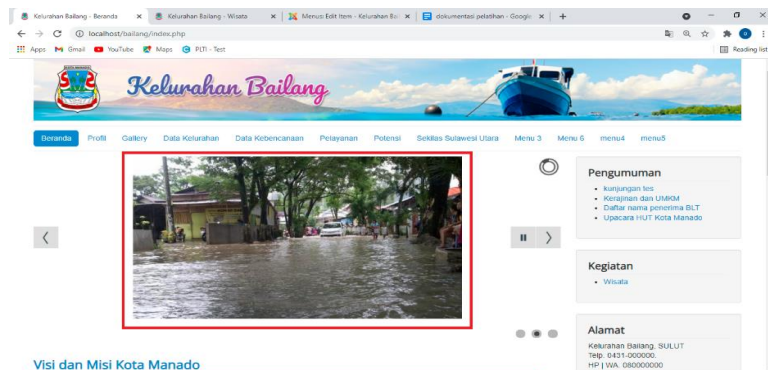 Kelurahan Bailang - Beranda
Kelurahan Bailang - Wisata
Menus: Edit Item - Kelurahan Bai
dokumentasi pelatihan - Google
localhost/bailang/index.php
Apps Gmail YouTube Maps PLTI - Test
Reading list
Kelurahan Bailang
Beranda Profil Gallery Data Kelurahan Data Kebencanaan Pelayanan Potensi Sekilas Sulawesi Utara Menu 3 Menu 6 menu4 menu5
Pengumuman
kunjungan tes
Kerajinan dan UMKM
Daftar nama penerima BLT
Upacara HUT Kota Manado
Kegiatan
Wisata
Alamat
Kelurahan Bailang, SULUT
Telp. 0431-000000.
HP | WA. 080000000
Visi dan Misi Kota Manado